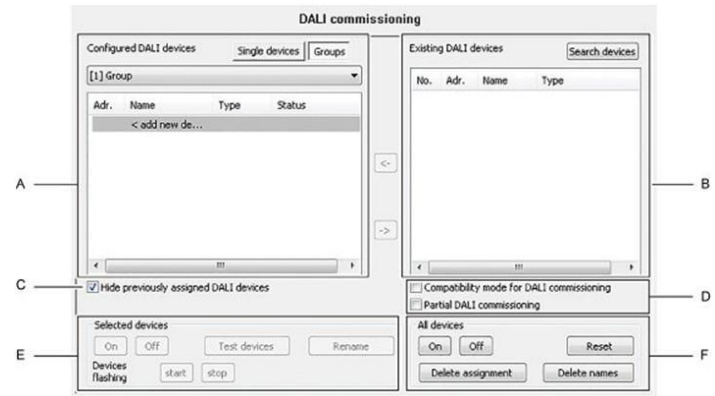 DALI commissioning
Configured DALI devices
Single devices
Groups
[1] Group
Adr. Name Type Status
< add new de...
<-
->
Existing DALI devices
Search devices
No. Adr. Name Type
A
B
C
Hide previously assigned DALI devices
Compatibility mode for DALI commissioning
Partial DALI commissioning
D
E
Selected devices
On Off Test devices Rename
Devices
flashing
start stop
All devices
On Off Reset
Delete assignment Delete names
F